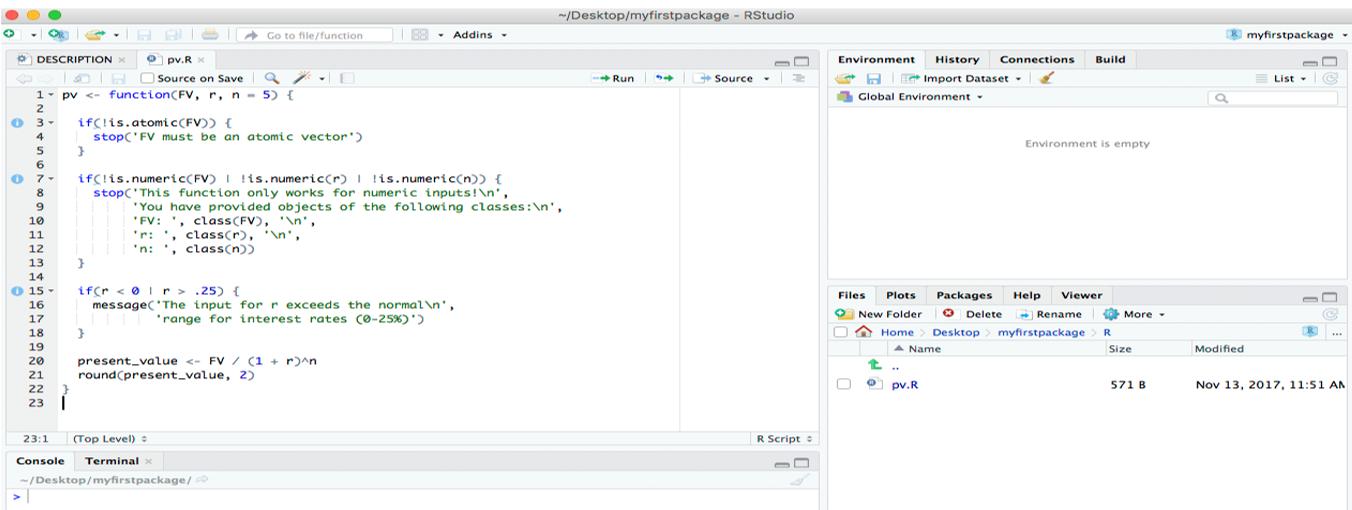 ~/Desktop/myfirstpackage - RStudio
Go to file/function
Addins
myfirstpackage
DESCRIPTION
pv.R
Source on Save
Run
Source
1 pv <- function(FV, r, n = 5) {
2
3   if(!is.atomic(FV)) {
4     stop('FV must be an atomic vector')
5   }
6
7   if(!is.numeric(FV) | !is.numeric(r) | !is.numeric(n)) {
8     stop('This function only works for numeric inputs!\n',
9          'You have provided objects of the following classes:\n',
10          'FV: ', class(FV), '\n',
11          'r: ', class(r), '\n',
12          'n: ', class(n))
13   }
14
15   if(r < 0 | r > .25) {
16     message('The input for r exceeds the normal\n',
17             'range for interest rates (0-25%)')
18   }
19
20   present_value <- FV / (1 + r)^n
21   round(present_value, 2)
22 }
23
23:1 (Top Level) R Script
Console Terminal
~/Desktop/myfirstpackage/
>
Environment History Connections Build
Import Dataset List
Global Environment
Environment is empty
Files Plots Packages Help Viewer
New Folder Delete Rename More
Home Desktop myfirstpackage R
...
Name Size Modified
..
pv.R 571 B Nov 13, 2017, 11:51 AM